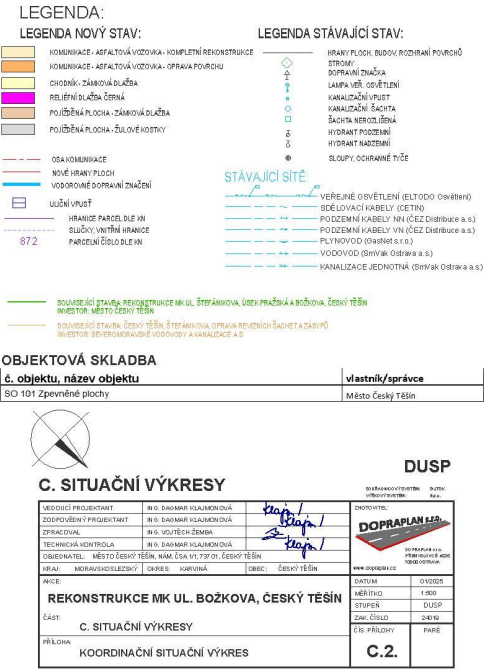 LEGENDA:
LEGENDA NOVÝ STAV:
KOMUNIKACE - ASFALTOVÁ VOZOVKA - KOMPLETNÍ REKONSTRUKCE
KOMUNIKACE - ASFALTOVÁ VOZOVKA - OPRAVA POVRCHU
CHODNÍK - ZÁMKOVÁ DLAŽBA
RELIÉFNÍ DLAŽBA ČERNÁ
POJÍŽDĚNÁ PLOCHA - ZÁMKOVÁ DLAŽBA
POJÍŽDĚNÁ PLOCHA - ŽULOVÉ KOSTKY
OSA KOMUNIKACE
NOVÉ HRANY PLOCH
VODOROVNÉ DOPRAVNÍ ZNAČENÍ
ULIČNÍ VPUSŤ
HRANICE PARCEL DLE KN
SLUČKY, VNITŘNÍ HRANICE
872 PARCELNÍ ČÍSLO DLE KN
LEGENDA STÁVAJÍCÍ STAV:
HRANY PLOCH, BUDOV, ROZHRANÍ POVRCHŮ
STROMY
DOPRAVNÍ ZNAČKA
LAMPA VEŘ. OSVĚTLENÍ
KANALIZAČNÍ VPUST
KANALIZAČNÍ ŠACHTA
ŠACHTA NEROZLIŠENÁ
HYDRANT PODZEMNÍ
HYDRANT NADZEMNÍ
SLOUPY, OCHRANNÉ TYČE
STÁVAJÍCÍ SÍTĚ:
VEŘEJNÉ OSVĚTLENÍ (ELTODO Osvětlení)
SDĚLOVACÍ KABELY (CETIN)
PODZEMNÍ KABELY NN (ČEZ Distribuce a.s.)
PODZEMNÍ KABELY VN (ČEZ Distribuce a.s.)
PLYNOVOD (GasNet s.r.o.)
VODOVOD (SmVak Ostrava a.s.)
KANALIZACE JEDNOTNÁ (SmVak Ostrava a.s.)
SOUVISEJÍCÍ STAVBA: REKONSTRUKCE MK UL. ŠTEFÁNIKOVA, ÚSEK PRAŽSKÁ A BOŽKOVA, ČESKÝ TĚŠÍN
INVESTOR: MĚSTO ČESKÝ TĚŠÍN
SOUVISEJÍCÍ STAVBA: ČESKÝ TĚŠÍN, ŠTEFÁNIKOVA, OPRAVA REVIZNÍCH ŠACHET A ZÁSYPŮ
INVESTOR: SEVEROMORAVSKÉ VODOVODY A KANALIZACE A.S.
OBJEKTOVÁ SKLADBA
č. objektu, název objektu vlastník/správce
SO 101 Zpevněné plochy Město Český Těšín
C. SITUAČNÍ VÝKRESY
DUSP
SOUŘADNICOVÝ SYSTÉM: S-JTSK
VÝŠKOVÝ SYSTÉM: B.p.v.
VEDOUCÍ PROJEKTANT ING. DAGMAR KLAJMONOVÁ
ZODPOVĚDNÝ PROJEKTANT ING. DAGMAR KLAJMONOVÁ
ZPRACOVAL ING. VOJTĚCH ŽEMBA
TECHNICKÁ KONTROLA ING. DAGMAR KLAJMONOVÁ
OBJEDNATEL: MĚSTO ČESKÝ TĚŠÍN, NÁM. ČSA 1/1, 737 01, ČESKÝ TĚŠÍN
KRAJ: MORAVSKOSLEZSKÝ OKRES: KARVINÁ OBEC: ČESKÝ TĚŠÍN
ZHOTOVITEL:
DOPRAPLAN s.r.o.
DOPRAPLAN s.r.o.
www.dopraplan.cz
AKCE:
REKONSTRUKCE MK UL. BOŽKOVA, ČESKÝ TĚŠÍN
ČÁST:
C. SITUAČNÍ VÝKRESY
PŘÍLOHA:
KOORDINAČNÍ SITUAČNÍ VÝKRES
DATUM 01/2025
MĚŘÍTKO 1:500
STUPEŇ DUSP
ZAK. ČÍSLO 24019
ČÍS. PŘÍLOHY PARÉ
C.2.